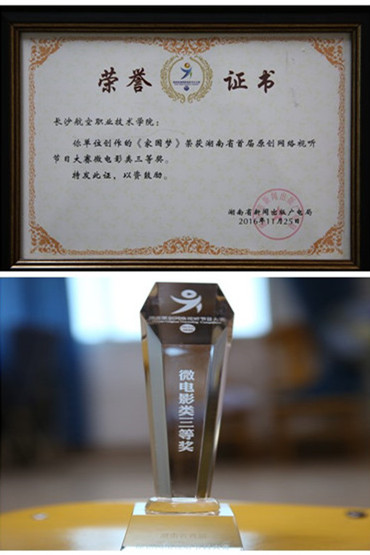 荣誉证书
长沙航空职业技术学院：
你单位创作的《家国梦》荣获湖南省首届原创网络视听
节目大赛微电影类三等奖。
特发此证，以资鼓励。
湖南省新闻出版广电局
2016年11月25日
微电影类三等奖